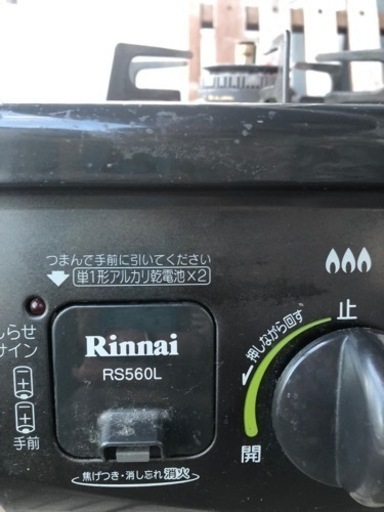 つまんで手前に引いてください
単1形アルカリ乾電池×2
しらせ
サイン
手前
Rinnai
RS560L
焦げつき・消し忘れ消火
止
押しながら回す
開